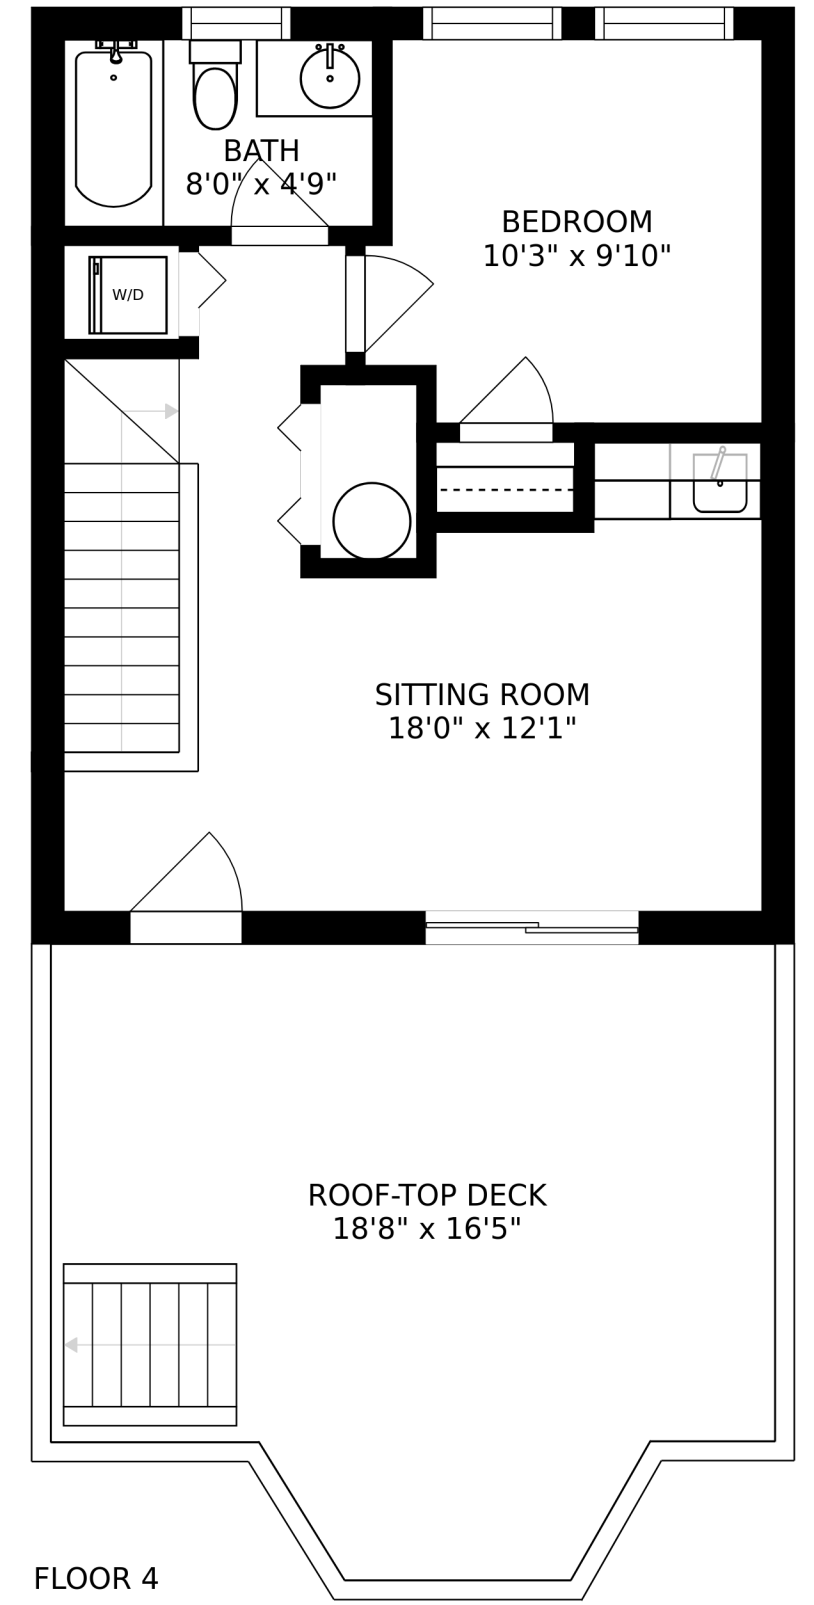 BATH
8'0" x 4'9"
BEDROOM
10'3" x 9'10"
W/D
SITTING ROOM
18'0" x 12'1"
ROOF-TOP DECK
18'8" x 16'5"
FLOOR 4